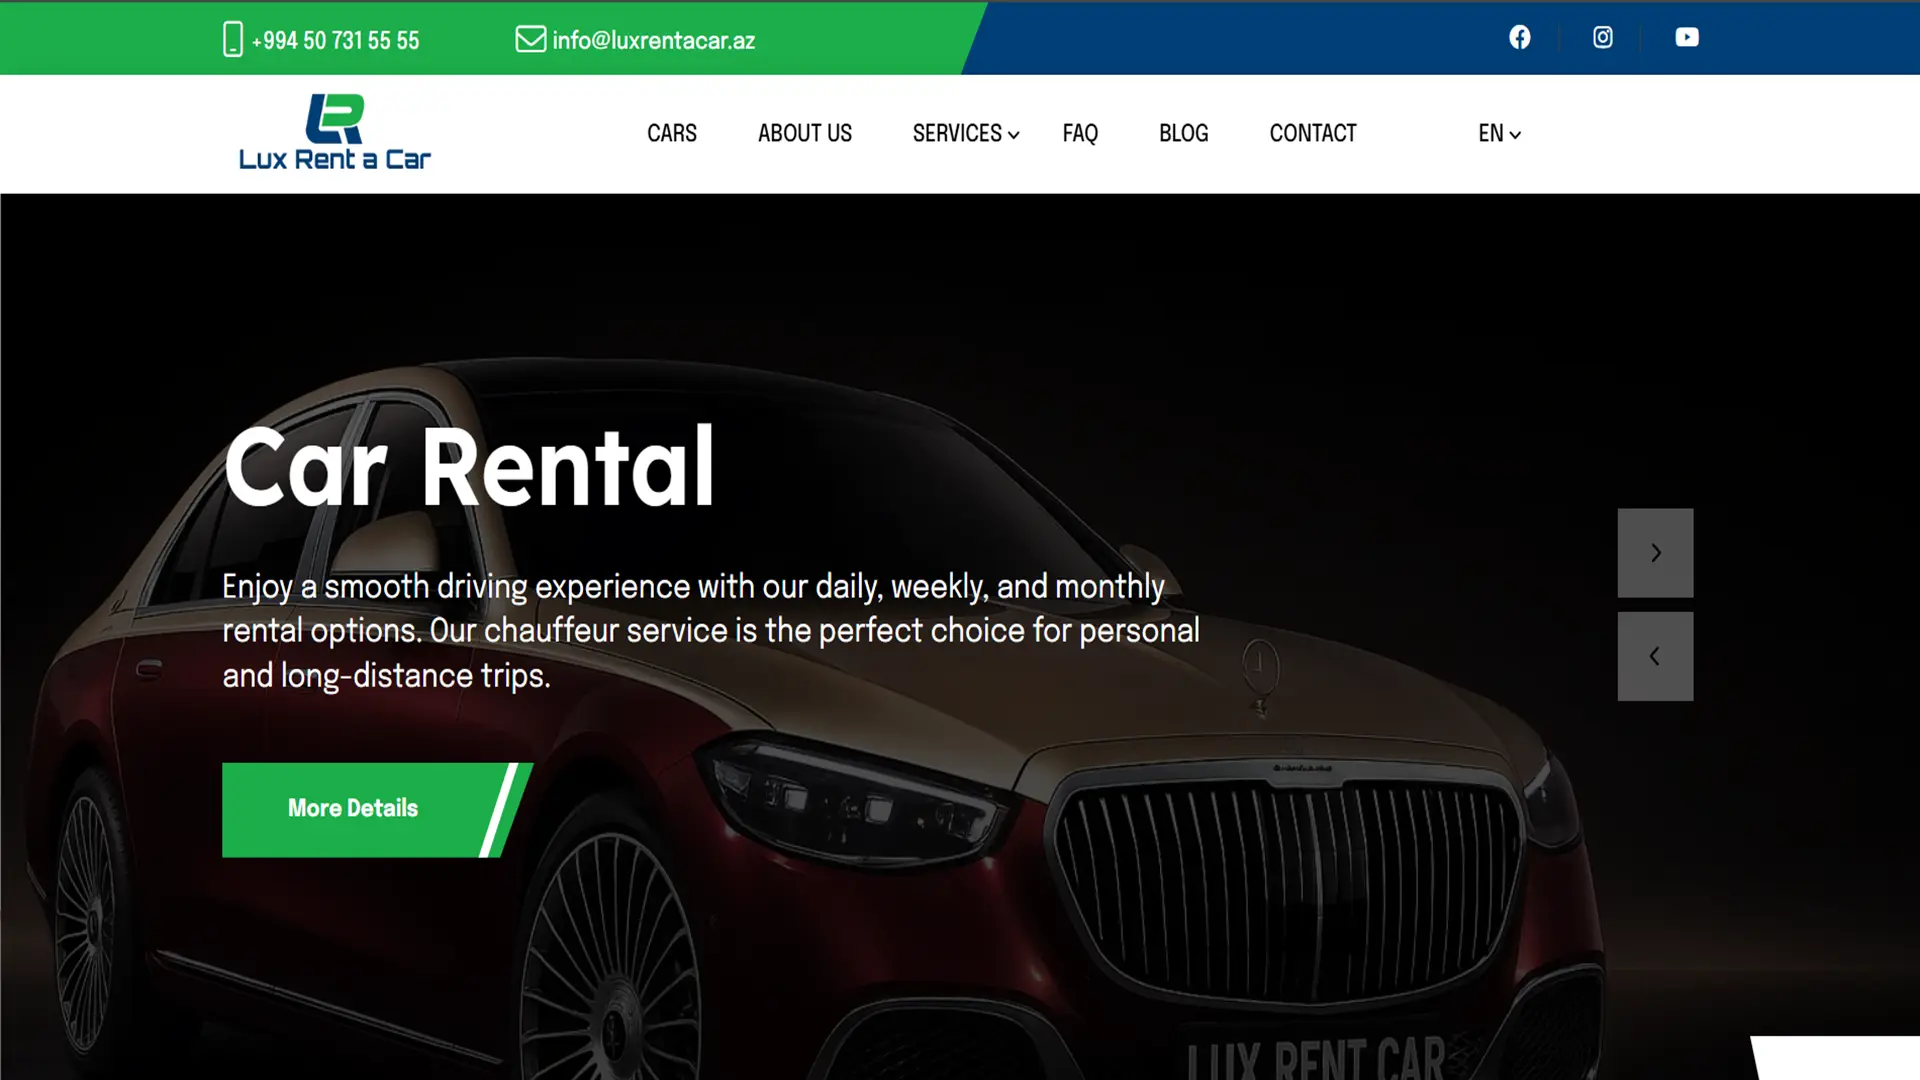 +994 50 731 55 55
info@luxrentacar.az
Lux Rent a Car
CARS
ABOUT US
SERVICES
FAQ
BLOG
CONTACT
EN
Car Rental
Enjoy a smooth driving experience with our daily, weekly, and monthly
rental options. Our chauffeur service is the perfect choice for personal
and long-distance trips.
More Details
LUX RENT CAR